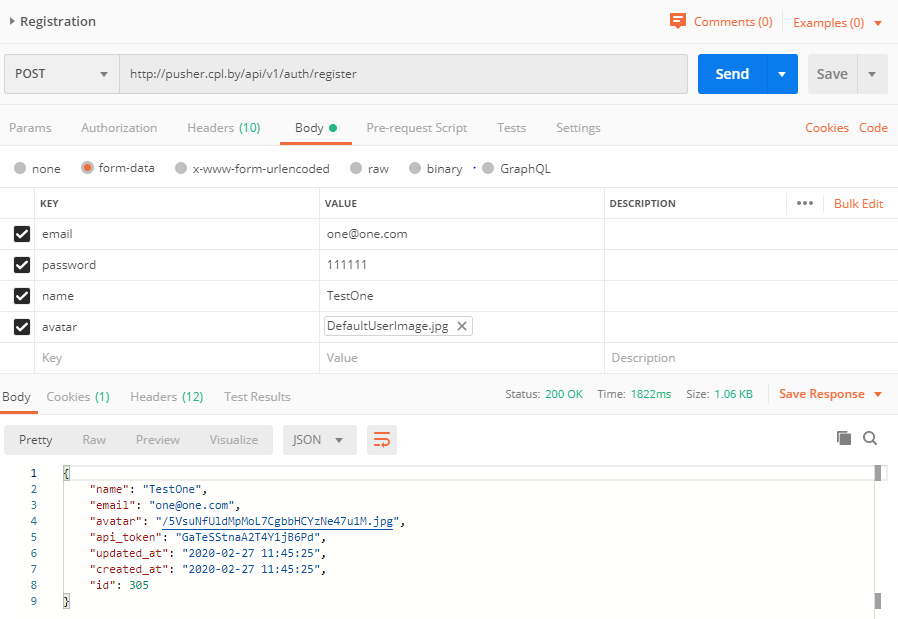 Registration Comments (0) Examples (0)
POST http://pusher.cpl.by/api/v1/auth/register Send Save
Params Authorization Headers (10) Body Pre-request Script Tests Settings Cookies Code
none form-data x-www-form-urlencoded raw binary GraphQL
KEY VALUE DESCRIPTION ••• Bulk Edit
email one@one.com
password 111111
name TestOne
avatar DefaultUserImage.jpg
Key Value Description
Body Cookies (1) Headers (12) Test Results Status: 200 OK Time: 1822ms Size: 1.06 KB Save Response
Pretty Raw Preview Visualize JSON
1 {
2 "name": "TestOne",
3 "email": "one@one.com",
4 "avatar": "/5VsuNfUldMpMoL7CgbbHCYzNe47u1M.jpg",
5 "api_token": "GaTeSStnaA2T4Y1jB6Pd",
6 "updated_at": "2020-02-27 11:45:25",
7 "created_at": "2020-02-27 11:45:25",
8 "id": 305
9 }